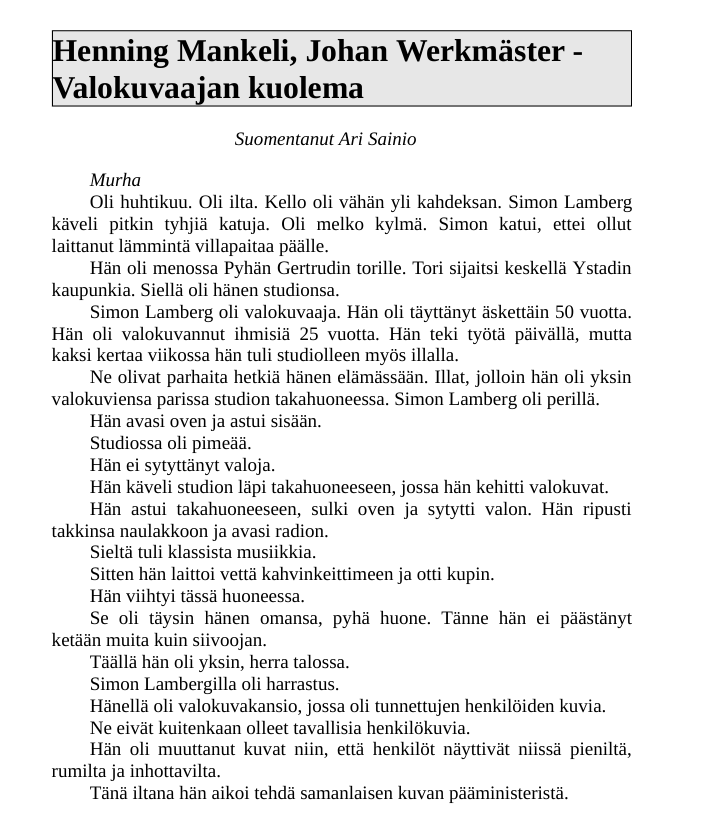 Henning Mankeli, Johan Werkmäster -
Valokuvaajan kuolema
Suomentanut Ari Sainio
Murha
Oli huhtikuu. Oli ilta. Kello oli vähän yli kahdeksan. Simon Lamberg
käveli pitkin tyhjiä katuja. Oli melko kylmä. Simon katui, ettei ollut
laittanut lämmintä villapaitaa päälle.
Hän oli menossa Pyhän Gertrudin torille. Tori sijaitsi keskellä Ystadin
kaupunkia. Siellä oli hänen studionsa.
Simon Lamberg oli valokuvaaja. Hän oli täyttänyt äskettäin 50 vuotta.
Hän oli valokuvannut ihmisiä 25 vuotta. Hän teki työtä päivällä, mutta
kaksi kertaa viikossa hän tuli studiolleen myös illalla.
Ne olivat parhaita hetkiä hänen elämässään. Illat, jolloin hän oli yksin
valokuviensa parissa studion takahuoneessa. Simon Lamberg oli perillä.
Hän avasi oven ja astui sisään.
Studiossa oli pimeää.
Hän ei sytyttänyt valoja.
Hän käveli studion läpi takahuoneeseen, jossa hän kehitti valokuvat.
Hän astui takahuoneeseen, sulki oven ja sytytti valon. Hän ripusti
takkinsa naulakkoon ja avasi radion.
Sieltä tuli klassista musiikkia.
Sitten hän laittoi vettä kahvinkeittimeen ja otti kupin.
Hän viihtyi tässä huoneessa.
Se oli täysin hänen omansa, pyhä huone. Tänne hän ei päästänyt
ketään muita kuin siivoojan.
Täällä hän oli yksin, herra talossa.
Simon Lambergilla oli harrastus.
Hänellä oli valokuvakansio, jossa oli tunnettujen henkilöiden kuvia.
Ne eivät kuitenkaan olleet tavallisia henkilökuvia.
Hän oli muuttanut kuvat niin, että henkilöt näyttivät niissä pieniltä,
rumilta ja inhottavilta.
Tänä iltana hän aikoi tehdä samanlaisen kuvan pääministeristä.